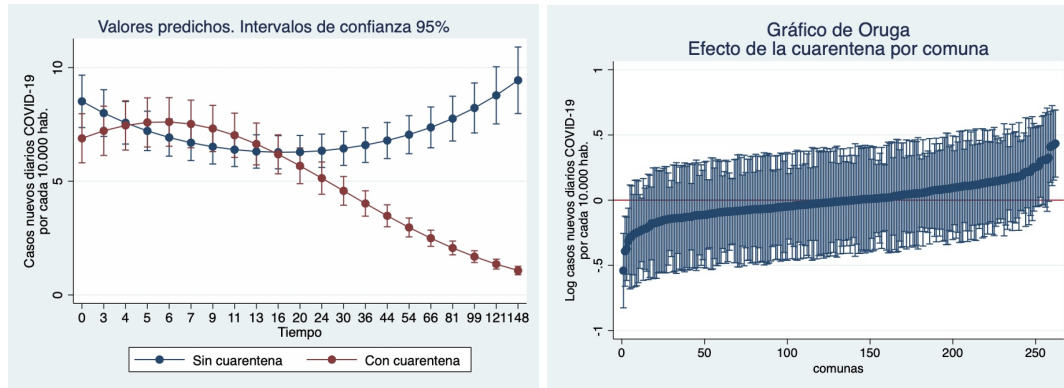 Valores predichos. Intervalos de confianza 95%
Casos nuevos diarios COVID-19
por cada 10.000 hab.
10
5
0
0 3 4 5 6 7 9 11 13 16 20 24 30 36 44 54 66 81 99 121 148
Tiempo
Sin cuarentena Con cuarentena
Gráfico de Oruga
Efecto de la cuarentena por comuna
Log casos nuevos diarios COVID-19
por cada 10.000 hab.
1
.5
0
-.5
-1
0 50 100 150 200 250
comunas